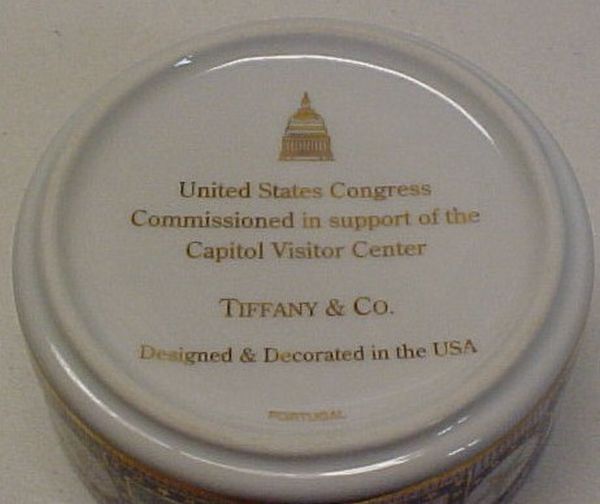 United States Congress
Commissioned in support of the
Capitol Visitor Center
TIFFANY & CO.
Designed & Decorated in the USA
PORTUGAL